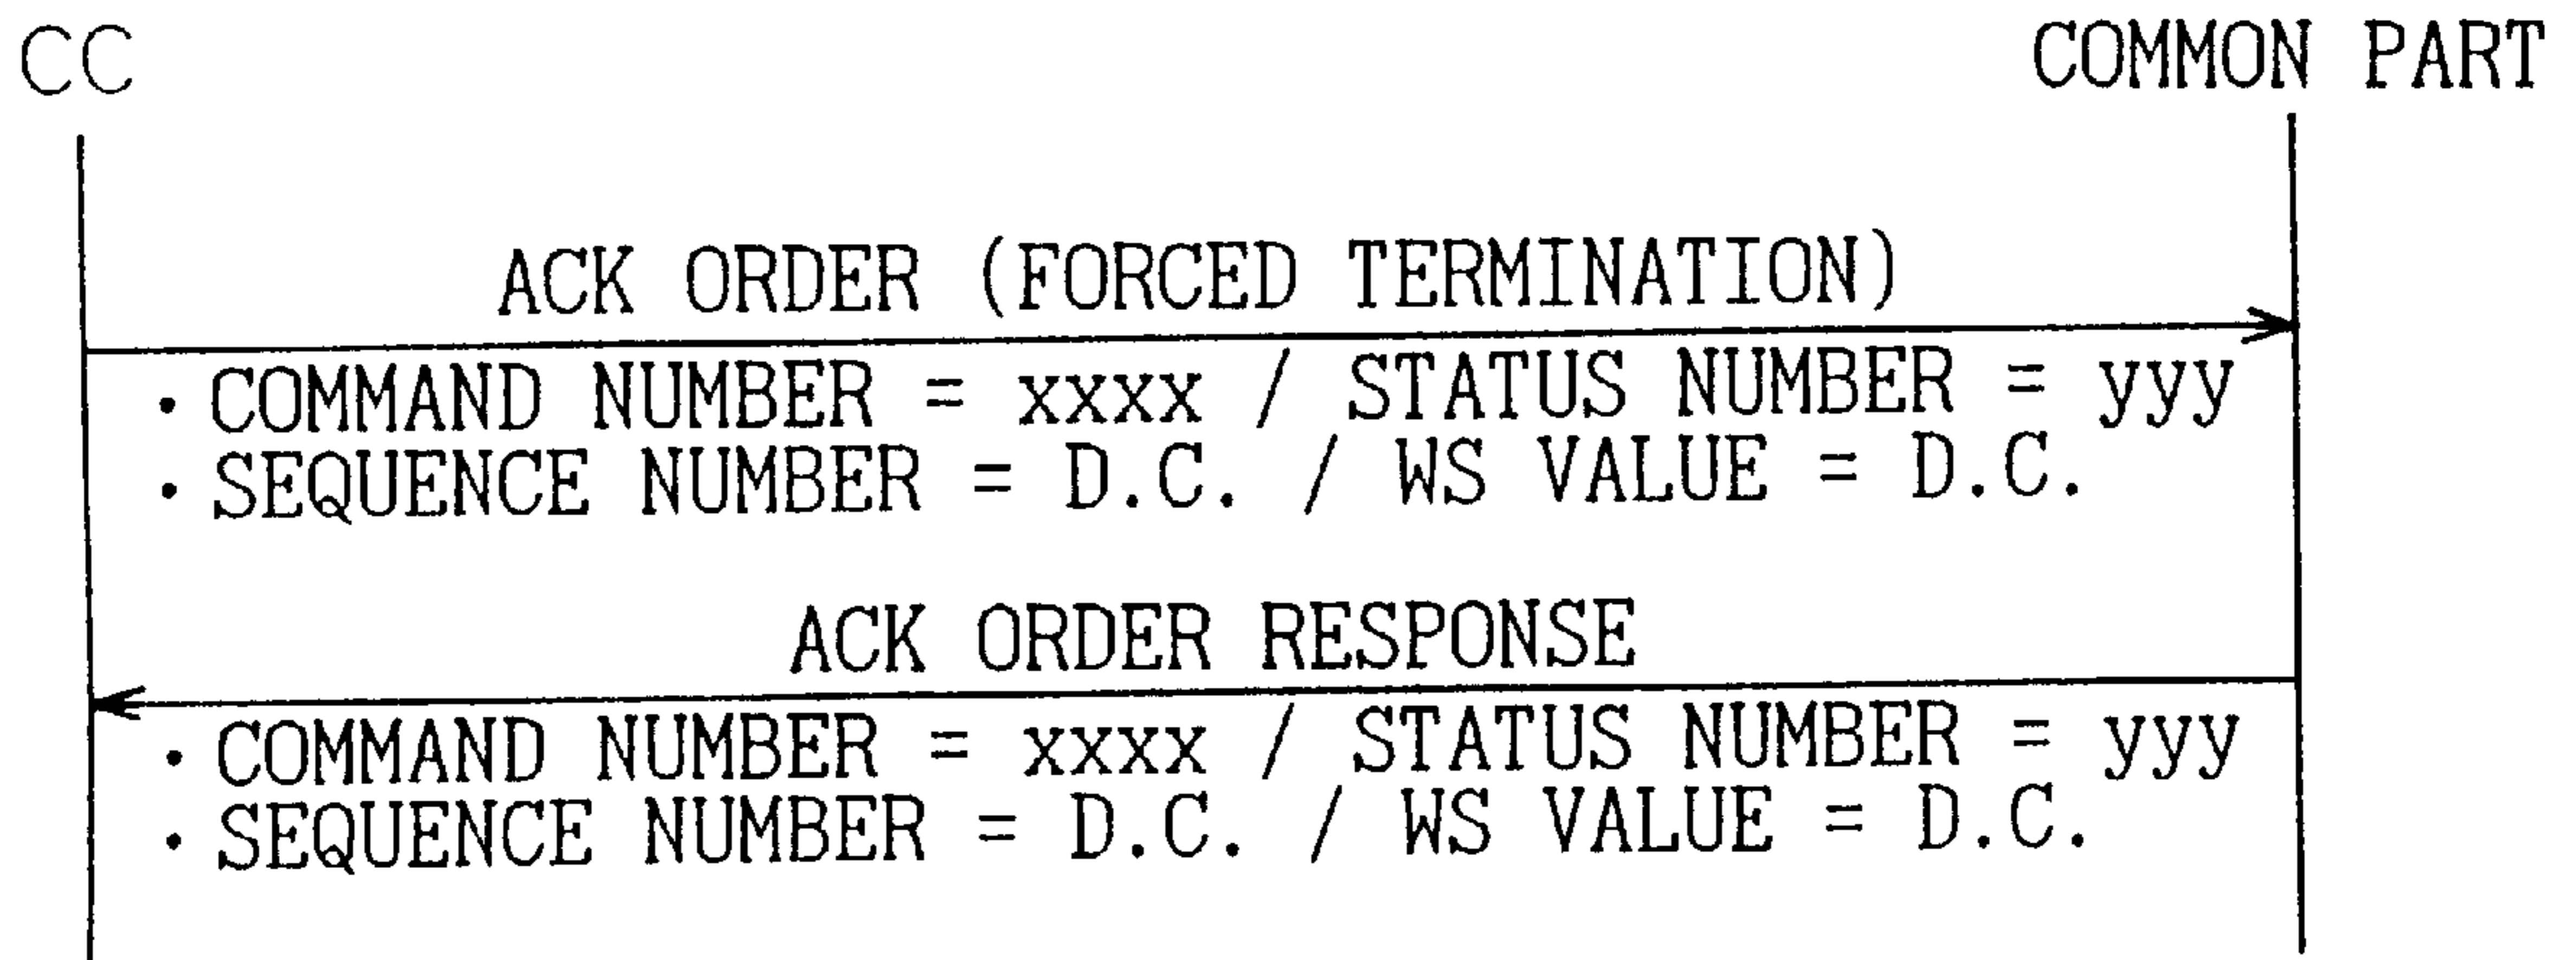 CC COMMON PART
ACK ORDER (FORCED TERMINATION)
・COMMAND NUMBER = xxxx / STATUS NUMBER = yyy
・SEQUENCE NUMBER = D.C. / WS VALUE = D.C.
ACK ORDER RESPONSE
・COMMAND NUMBER = xxxx / STATUS NUMBER = yyy
・SEQUENCE NUMBER = D.C. / WS VALUE = D.C.